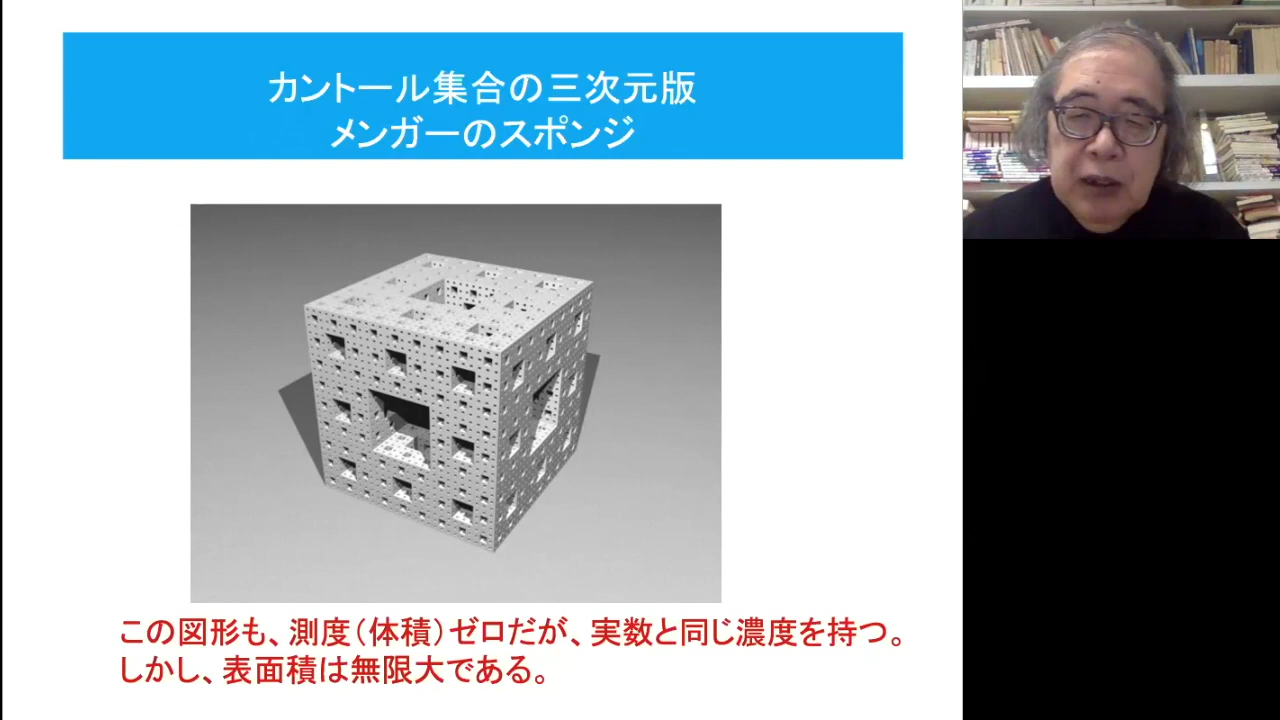 カントール集合の三次元版
メンガーのスポンジ
この図形も、測度(体積)ゼロだが、実数と同じ濃度を持つ。
しかし、表面積は無限大である。